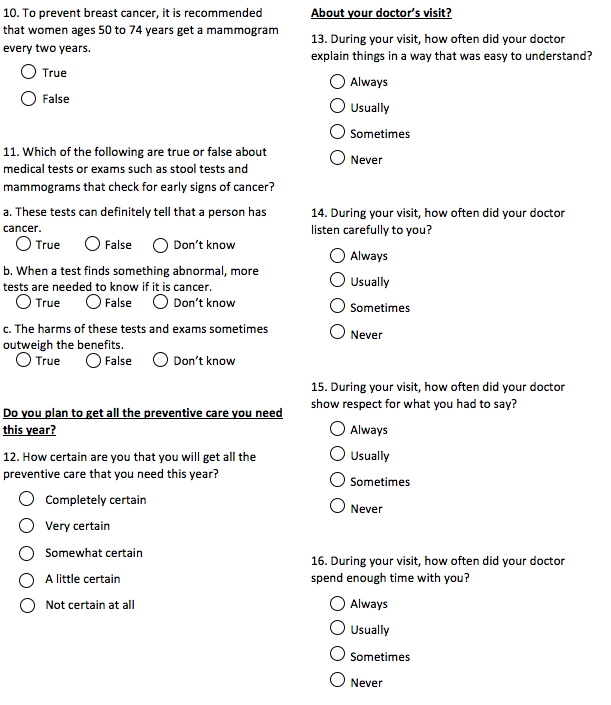 10. To prevent breast cancer, it is recommended
that women ages 50 to 74 years get a mammogram
every two years.
True
False
11. Which of the following are true or false about
medical tests or exams such as stool tests and
mammograms that check for early signs of cancer?
a. These tests can definitely tell that a person has
cancer.
True False Don't know
b. When a test finds something abnormal, more
tests are needed to know if it is cancer.
True False Don't know
c. The harms of these tests and exams sometimes
outweigh the benefits.
True False Don't know
Do you plan to get all the preventive care you need
this year?
12. How certain are you that you will get all the
preventive care that you need this year?
Completely certain
Very certain
Somewhat certain
A little certain
Not certain at all
About your doctor's visit?
13. During your visit, how often did your doctor
explain things in a way that was easy to understand?
Always
Usually
Sometimes
Never
14. During your visit, how often did your doctor
listen carefully to you?
Always
Usually
Sometimes
Never
15. During your visit, how often did your doctor
show respect for what you had to say?
Always
Usually
Sometimes
Never
16. During your visit, how often did your doctor
spend enough time with you?
Always
Usually
Sometimes
Never